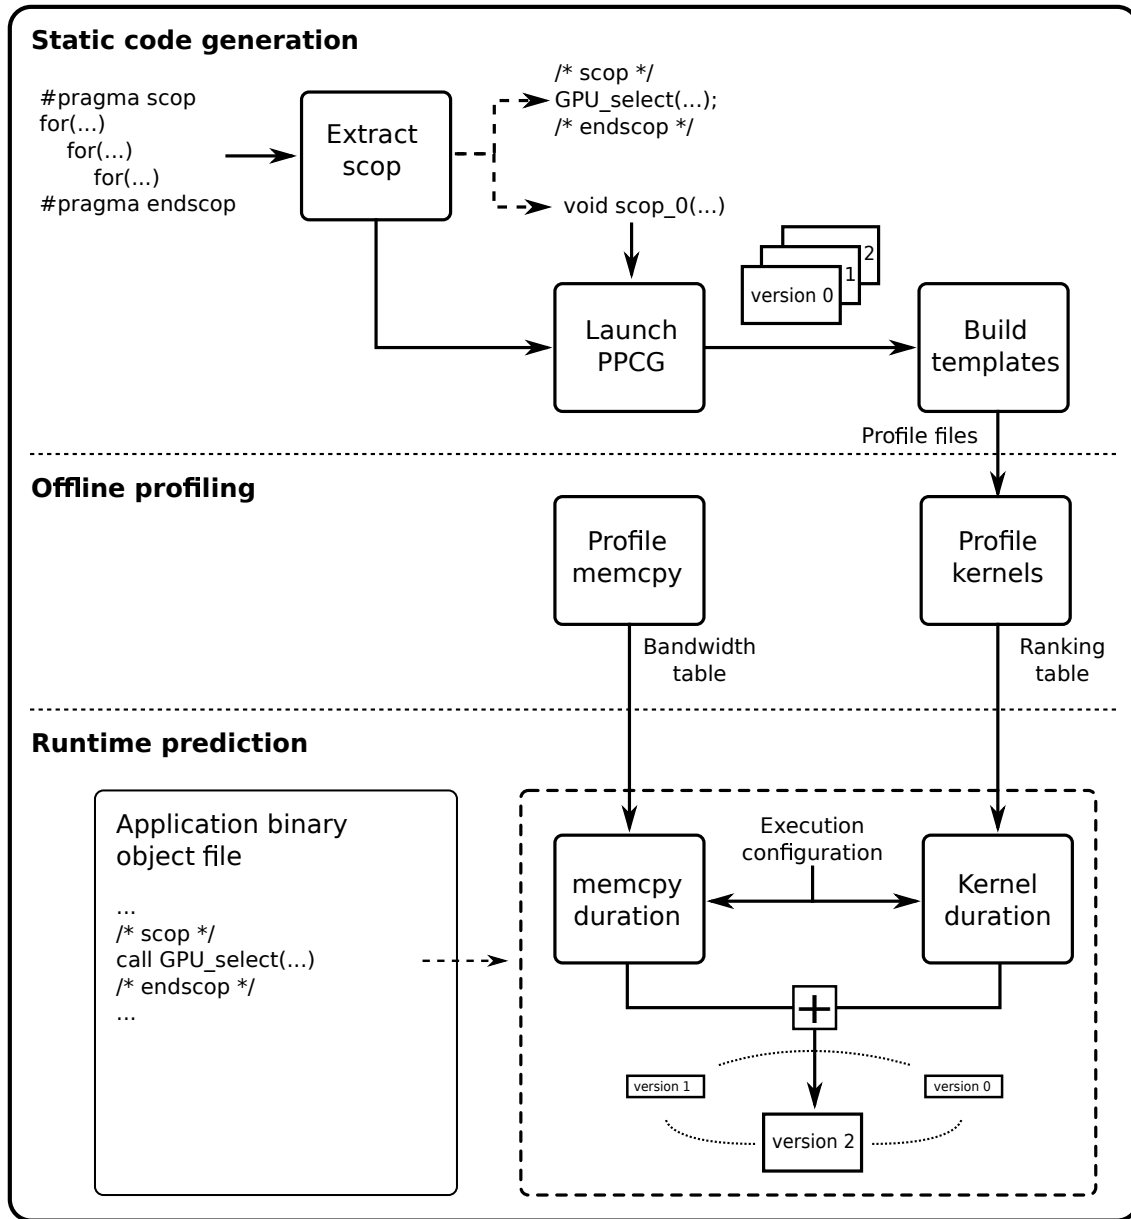 Static code generation
#pragma scop
for(...)
for(...)
for(...)
#pragma endscop
Extract
scop
/* scop */
GPU_select(...);
/* endscop */
void scop_0(...)
2
1
version 0
Launch
PPCG
Build
templates
Profile files
Offline profiling
Profile
memcpy
Profile
kernels
Bandwidth
table
Ranking
table
Runtime prediction
Application binary
object file
...
/* scop */
call GPU_select(...)
/* endscop */
...
Execution
configuration
memcpy
duration
Kernel
duration
+
version 1
version 0
version 2